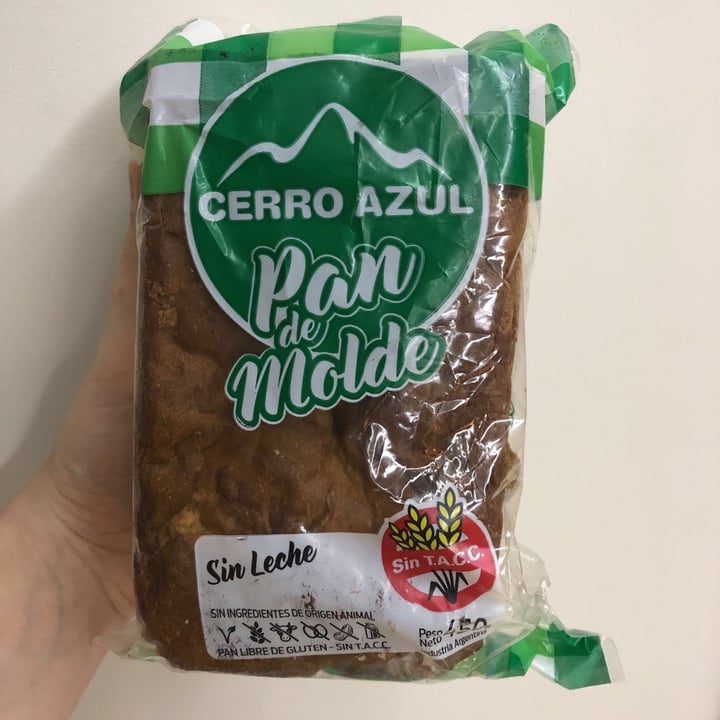 CERRO AZUL
Pan
de
Molde
Sin Leche
Sin T.A.C.C.
SIN INGREDIENTES DE ORIGEN ANIMAL
PAN LIBRE DE GLUTEN - SIN T.A.C.C.
Peso
Neto 450
Industria Argentina